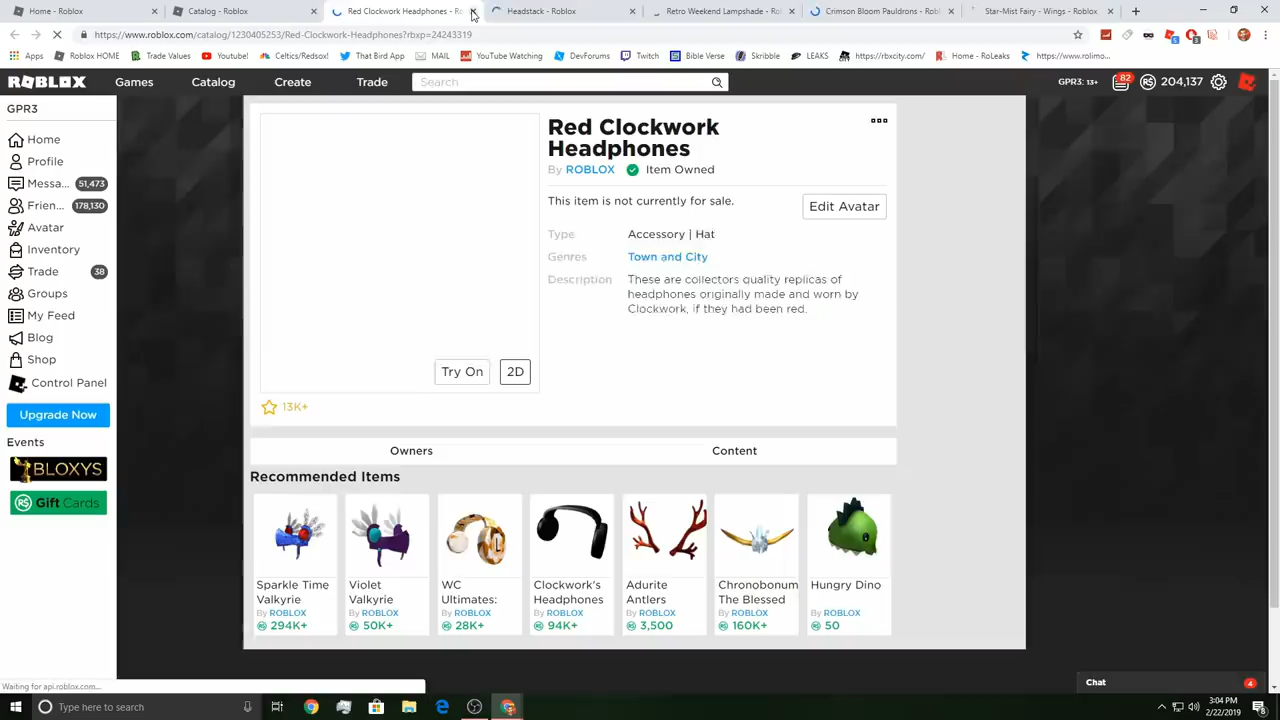 Home - Roblox
Catalog - Roblox
Red Clockwork Headphones - Ro
Headstack - Roblox
Retro Weekend Lampshade - Rob
Crimson Bloom Pauldrons - Roblox
Star-Mist Fairy - Wings - Roblox
https://www.roblox.com/catalog/1230405253/Red-Clockwork-Headphones?rbxp=24243319
Apps
Roblox HOME
Trade Values
Youtube!
Celtics/Redsox!
That Bird App
MAIL
YouTube Watching
DevForums
Twitch
Bible Verse
Skribble
LEAKS
https://rbxcity.com/
Home - RoLeaks
https://www.rolimo...
ROBLOX
Games
Catalog
Create
Trade
Search
GPR3: 13+
82
204,137
GPR3
Home
Profile
Messa... 51,473
Frien... 178,130
Avatar
Inventory
Trade 38
Groups
My Feed
Blog
Shop
Control Panel
Upgrade Now
Events
BLOXYS
Gift Cards
Red Clockwork
Headphones
By ROBLOX Item Owned
This item is not currently for sale.
Edit Avatar
Type Accessory | Hat
Genres Town and City
Description These are collectors quality replicas of
headphones originally made and worn by
Clockwork, if they had been red.
Try On
2D
13K+
Owners
Content
Recommended Items
Sparkle Time
Valkyrie
By ROBLOX
294K+
Violet
Valkyrie
By ROBLOX
50K+
WC
Ultimates:
By ROBLOX
28K+
Clockwork's
Headphones
By ROBLOX
94K+
Adurite
Antlers
By ROBLOX
3,500
Chronobonum
The Blessed
By ROBLOX
160K+
Hungry Dino
By ROBLOX
50
Waiting for api.roblox.com...
Chat
4
Type here to search
3:04 PM
2/22/2019